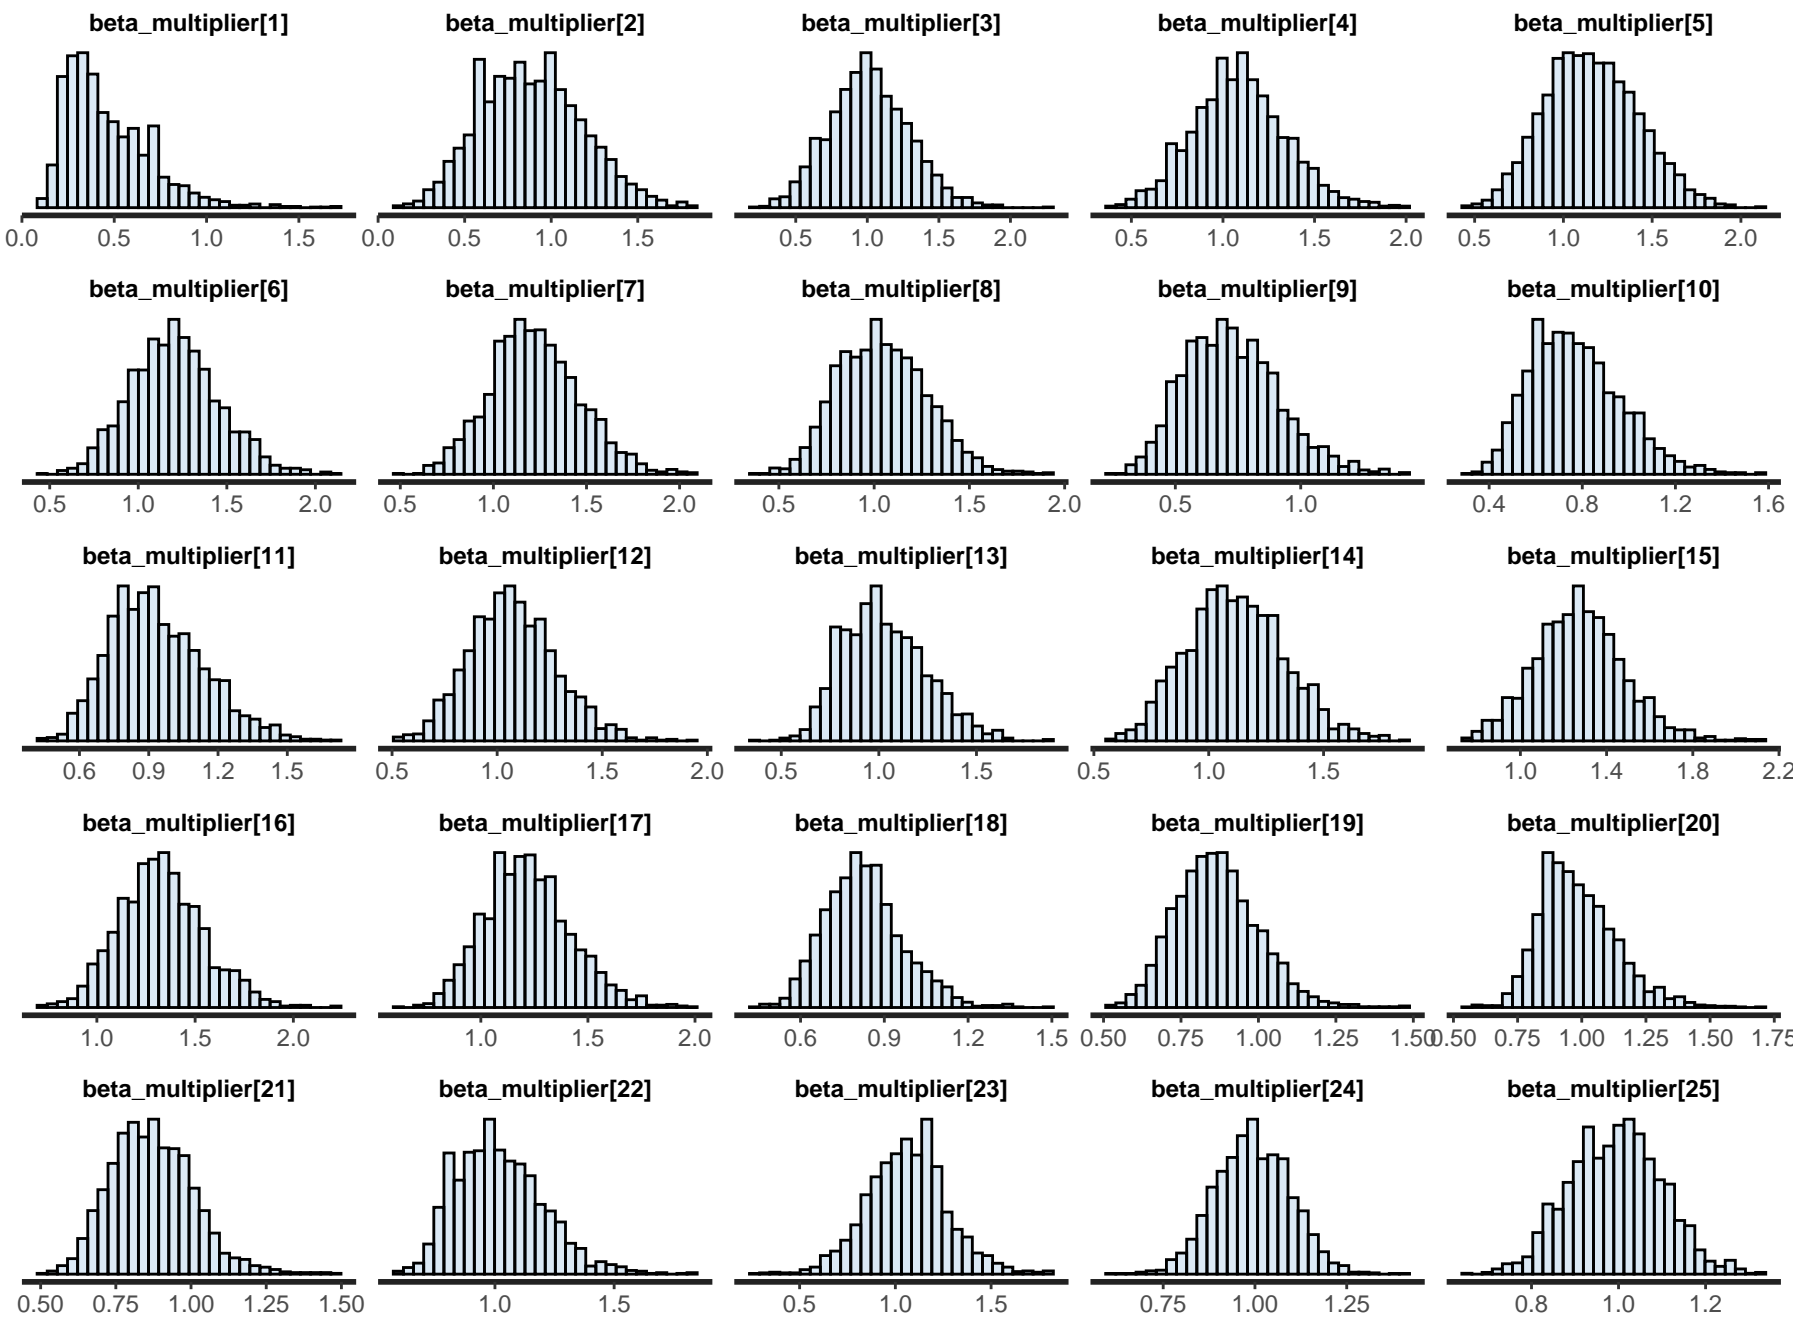 beta_multiplier[1] beta_multiplier[2] beta_multiplier[3] beta_multiplier[4] beta_multiplier[5]
0.0 0.5 1.0 1.5 0.0 0.5 1.0 1.5 0.5 1.0 1.5 2.0 0.5 1.0 1.5 2.0 0.5 1.0 1.5 2.0
beta_multiplier[6] beta_multiplier[7] beta_multiplier[8] beta_multiplier[9] beta_multiplier[10]
0.5 1.0 1.5 2.0 0.5 1.0 1.5 2.0 0.5 1.0 1.5 2.0 0.5 1.0 0.4 0.8 1.2 1.6
beta_multiplier[11] beta_multiplier[12] beta_multiplier[13] beta_multiplier[14] beta_multiplier[15]
0.6 0.9 1.2 1.5 0.5 1.0 1.5 2.0 0.5 1.0 1.5 0.5 1.0 1.5 1.0 1.4 1.8 2.2
beta_multiplier[16] beta_multiplier[17] beta_multiplier[18] beta_multiplier[19] beta_multiplier[20]
1.0 1.5 2.0 1.0 1.5 2.0 0.6 0.9 1.2 1.5 0.50 0.75 1.00 1.25 1.50 0.50 0.75 1.00 1.25 1.50 1.75
beta_multiplier[21] beta_multiplier[22] beta_multiplier[23] beta_multiplier[24] beta_multiplier[25]
0.50 0.75 1.00 1.25 1.50 1.0 1.5 0.5 1.0 1.5 0.75 1.00 1.25 0.8 1.0 1.2